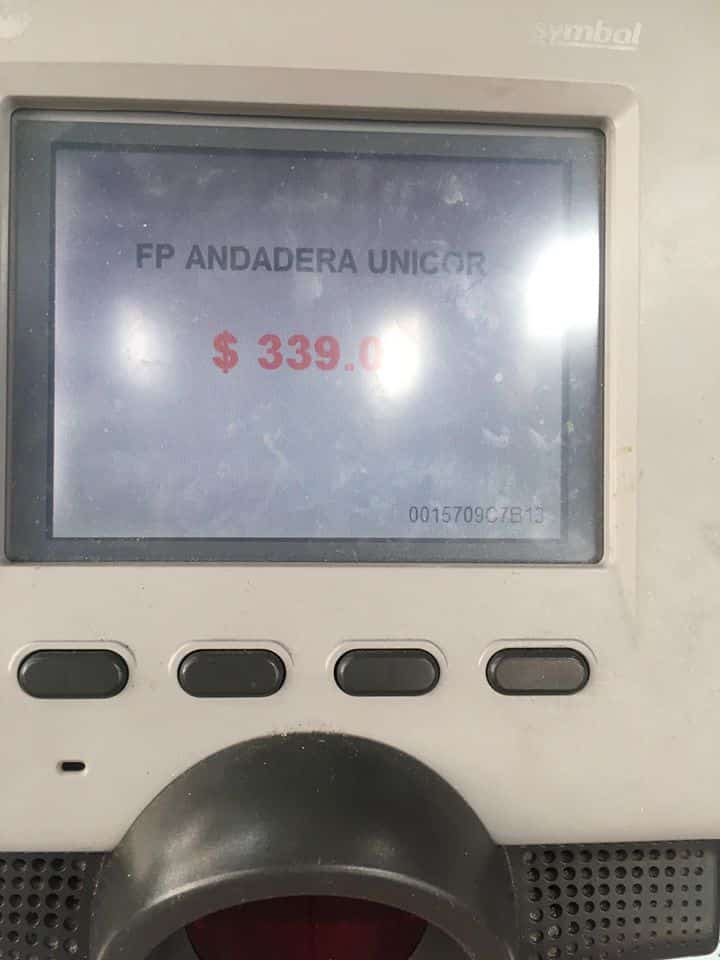 symbol
FP ANDADERA UNICOR
$ 339.0
0015709C7B13